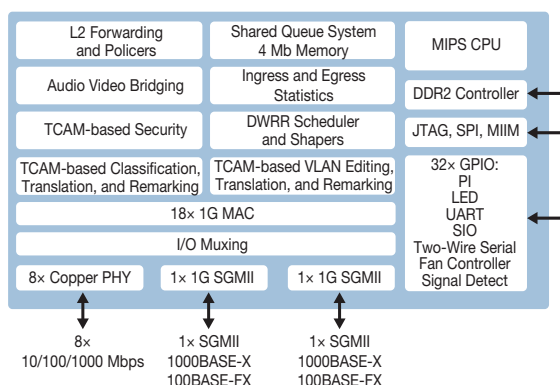 L2 Forwarding
and Policers
Shared Queue System
4 Mb Memory
MIPS CPU
Audio Video Bridging
Ingress and Egress
Statistics
DDR2 Controller
TCAM-based Security
DWRR Scheduler
and Shapers
JTAG, SPI, MIIM
TCAM-based Classification,
Translation, and Remarking
TCAM-based VLAN Editing,
Translation, and Remarking
32× GPIO:
PI
LED
UART
SIO
Two-Wire Serial
Fan Controller
Signal Detect
18× 1G MAC
I/O Muxing
8× Copper PHY
1× 1G SGMII
1× 1G SGMII
8×
10/100/1000 Mbps
1× SGMII
1000BASE-X
100BASE-FX
1× SGMII
1000BASE-X
100BASE-FX